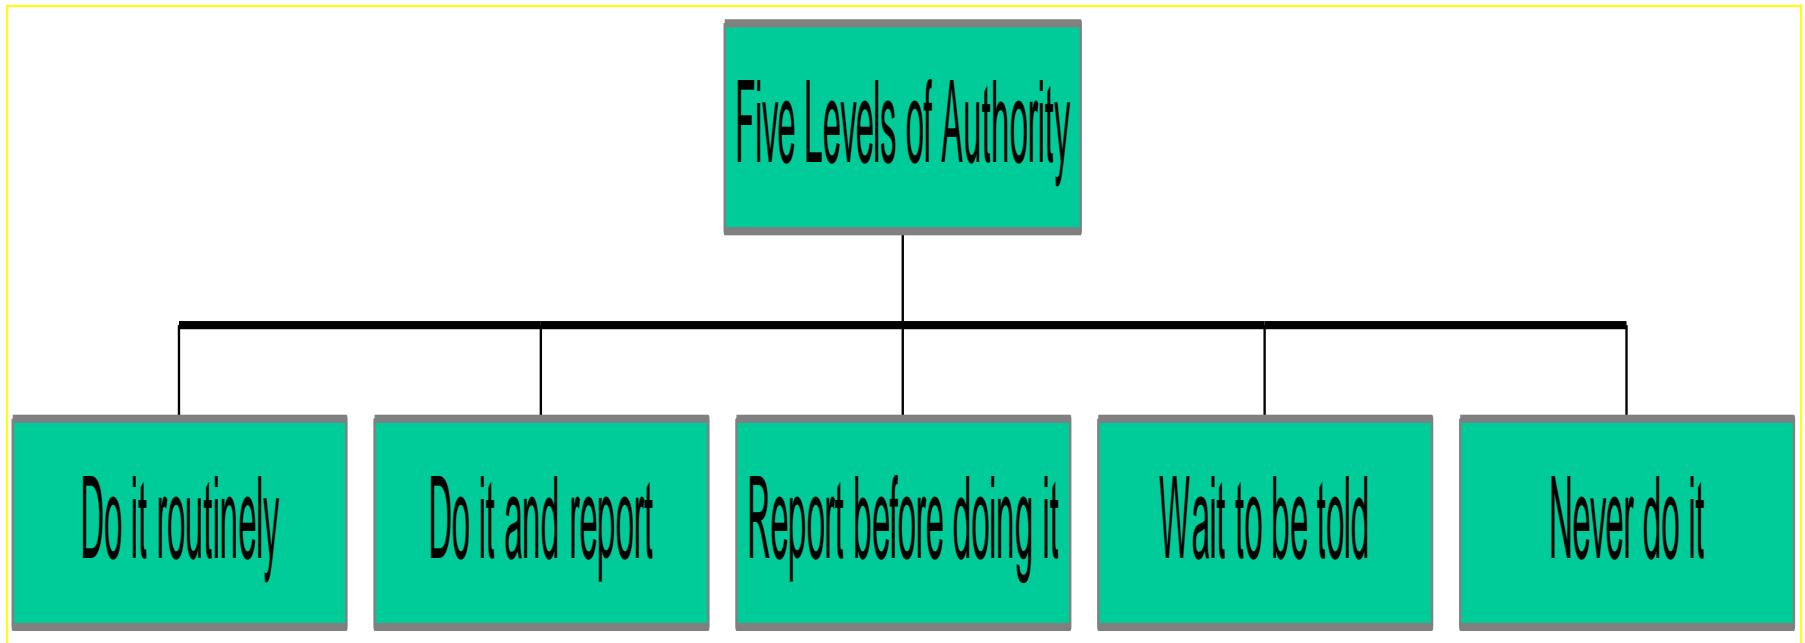 Five Levels of Authority
Do it routinely
Do it and report
Report before doing it
Wait to be told
Never do it